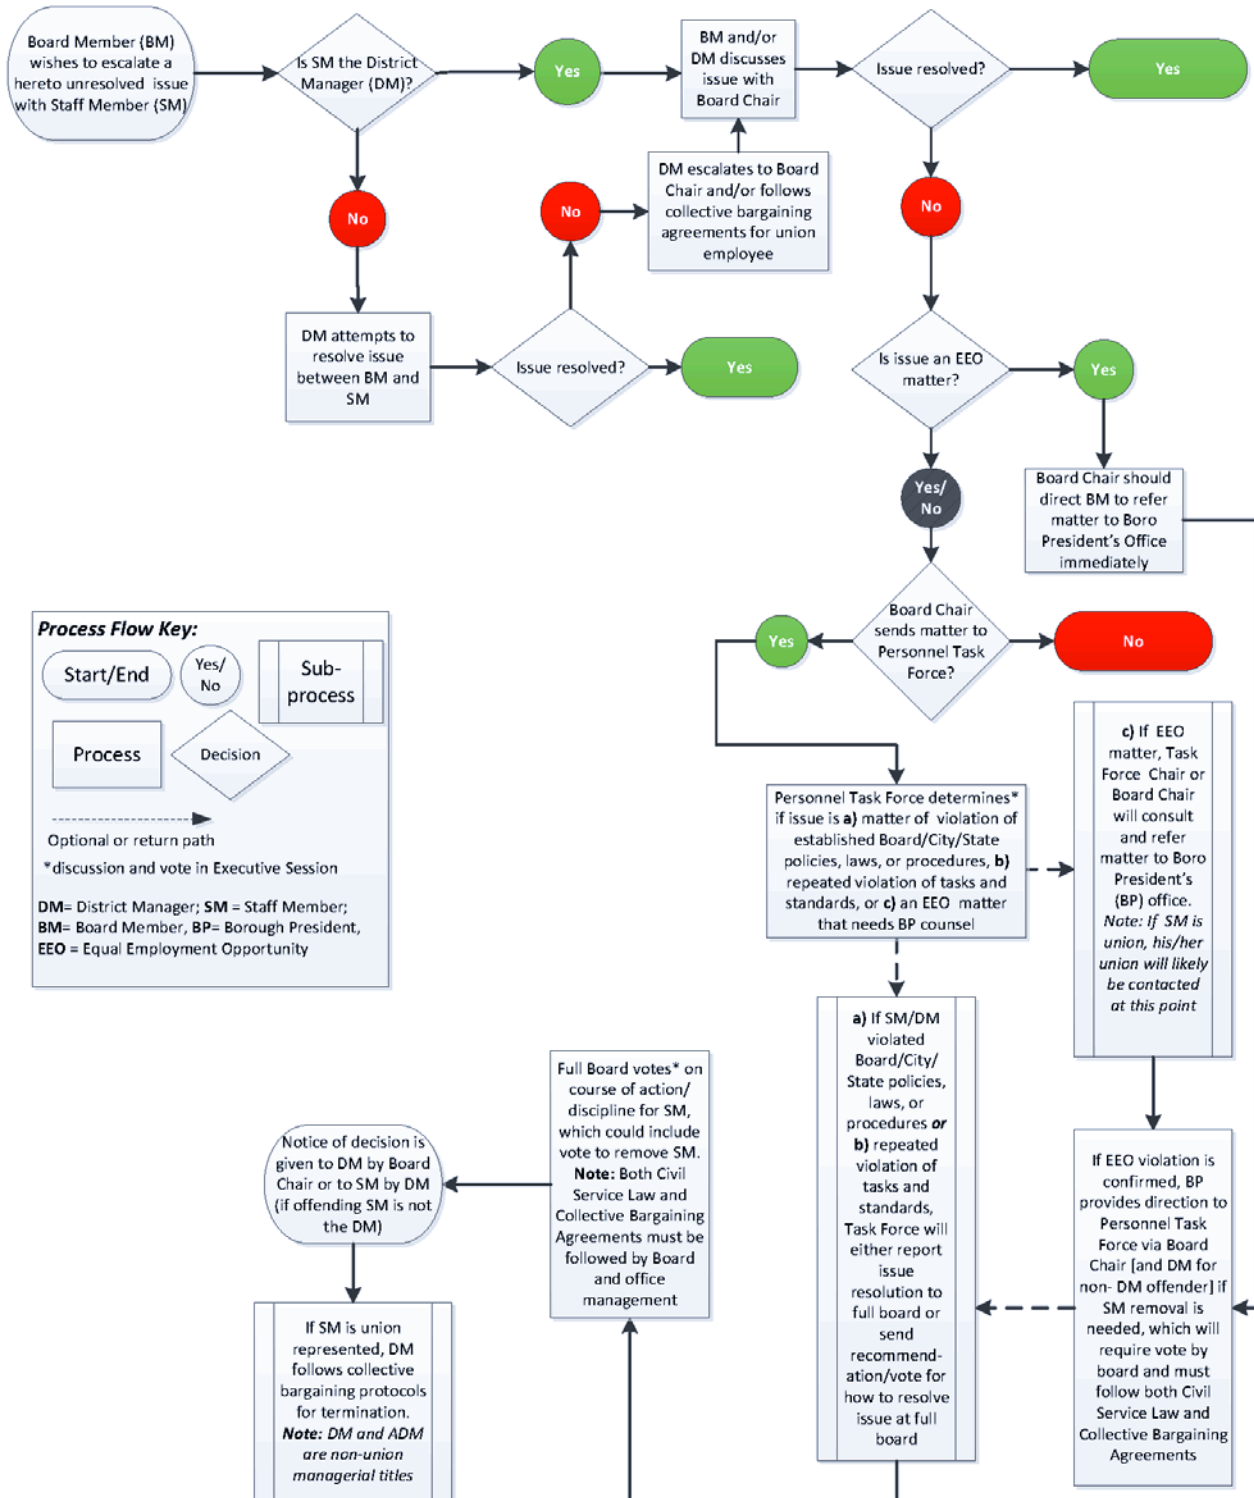 Board Member (BM)
wishes to escalate a
hereto unresolved issue
with Staff Member (SM)
Is SM the District
Manager (DM)?
Yes
BM and/or
DM discusses
issue with
Board Chair
Issue resolved?
Yes
No
No
DM escalates to Board
Chair and/or follows
collective bargaining
agreements for union
employee
No
DM attempts to
resolve issue
between BM and
SM
Issue resolved?
Yes
Is issue an EEO
matter?
Yes
Yes/
No
Board Chair should
direct BM to refer
matter to Boro
President's Office
immediately
Board Chair
sends matter to
Personnel Task
Force?
Yes
No
Process Flow Key:
Start/End
Yes/
No
Sub-
process
Process
Decision
Optional or return path
*discussion and vote in Executive Session
DM= District Manager; SM = Staff Member;
BM= Board Member, BP= Borough President,
EEO = Equal Employment Opportunity
Personnel Task Force determines*
if issue is a) matter of violation of
established Board/City/State
policies, laws, or procedures, b)
repeated violation of tasks and
standards, or c) an EEO matter
that needs BP counsel
c) If EEO
matter, Task
Force Chair or
Board Chair
will consult
and refer
matter to Boro
President's
(BP) office.
Note: If SM is
union, his/her
union will likely
be contacted
at this point
a) If SM/DM
violated
Board/City/
State policies,
laws, or
procedures or
b) repeated
violation of
tasks and
standards,
Task Force will
either report
issue
resolution to
full board or
send
recommend-
ation/vote for
how to resolve
issue at full
board
If EEO violation is
confirmed, BP
provides direction to
Personnel Task
Force via Board
Chair [and DM for
non- DM offender] if
SM removal is
needed, which will
require vote by
board and must
follow both Civil
Service Law and
Collective Bargaining
Agreements
Full Board votes* on
course of action/
discipline for SM,
which could include
vote to remove SM.
Note: Both Civil
Service Law and
Collective Bargaining
Agreements must be
followed by Board
and office
management
Notice of decision is
given to DM by Board
Chair or to SM by DM
(if offending SM is not
the DM)
If SM is union
represented, DM
follows collective
bargaining protocols
for termination.
Note: DM and ADM
are non-union
managerial titles